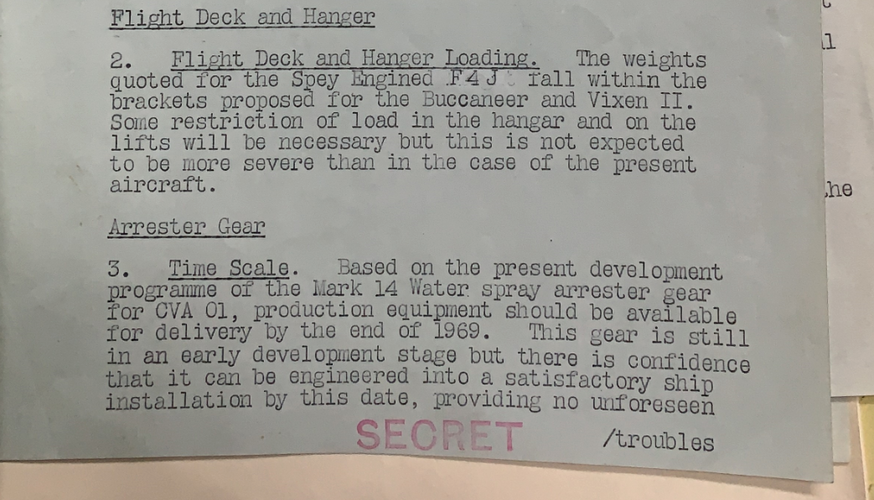 Flight Deck and Hanger
2. Flight Deck and Hanger Loading. The weights
quoted for the Spey Engined F4J fall within the
brackets proposed for the Buccaneer and Vixen II.
Some restriction of load in the hangar and on the
lifts will be necessary but this is not expected
to be more severe than in the case of the present
aircraft.
Arrester Gear
3. Time Scale. Based on the present development
programme of the Mark 14 Water spray arrester gear
for CVA 01, production equipment should be available
for delivery by the end of 1969. This gear is still
in an early development stage but there is confidence
that it can be engineered into a satisfactory ship
installation by this date, providing no unforeseen
SECRET
/troubles